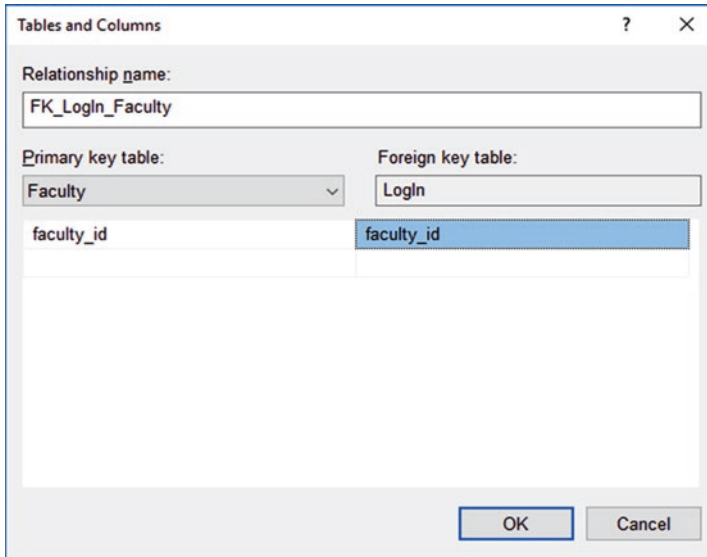 Tables and Columns ? ×
Relationship name:
FK_LogIn_Faculty
Primary key table: Foreign key table:
Faculty LogIn
faculty_id faculty_id
OK Cancel